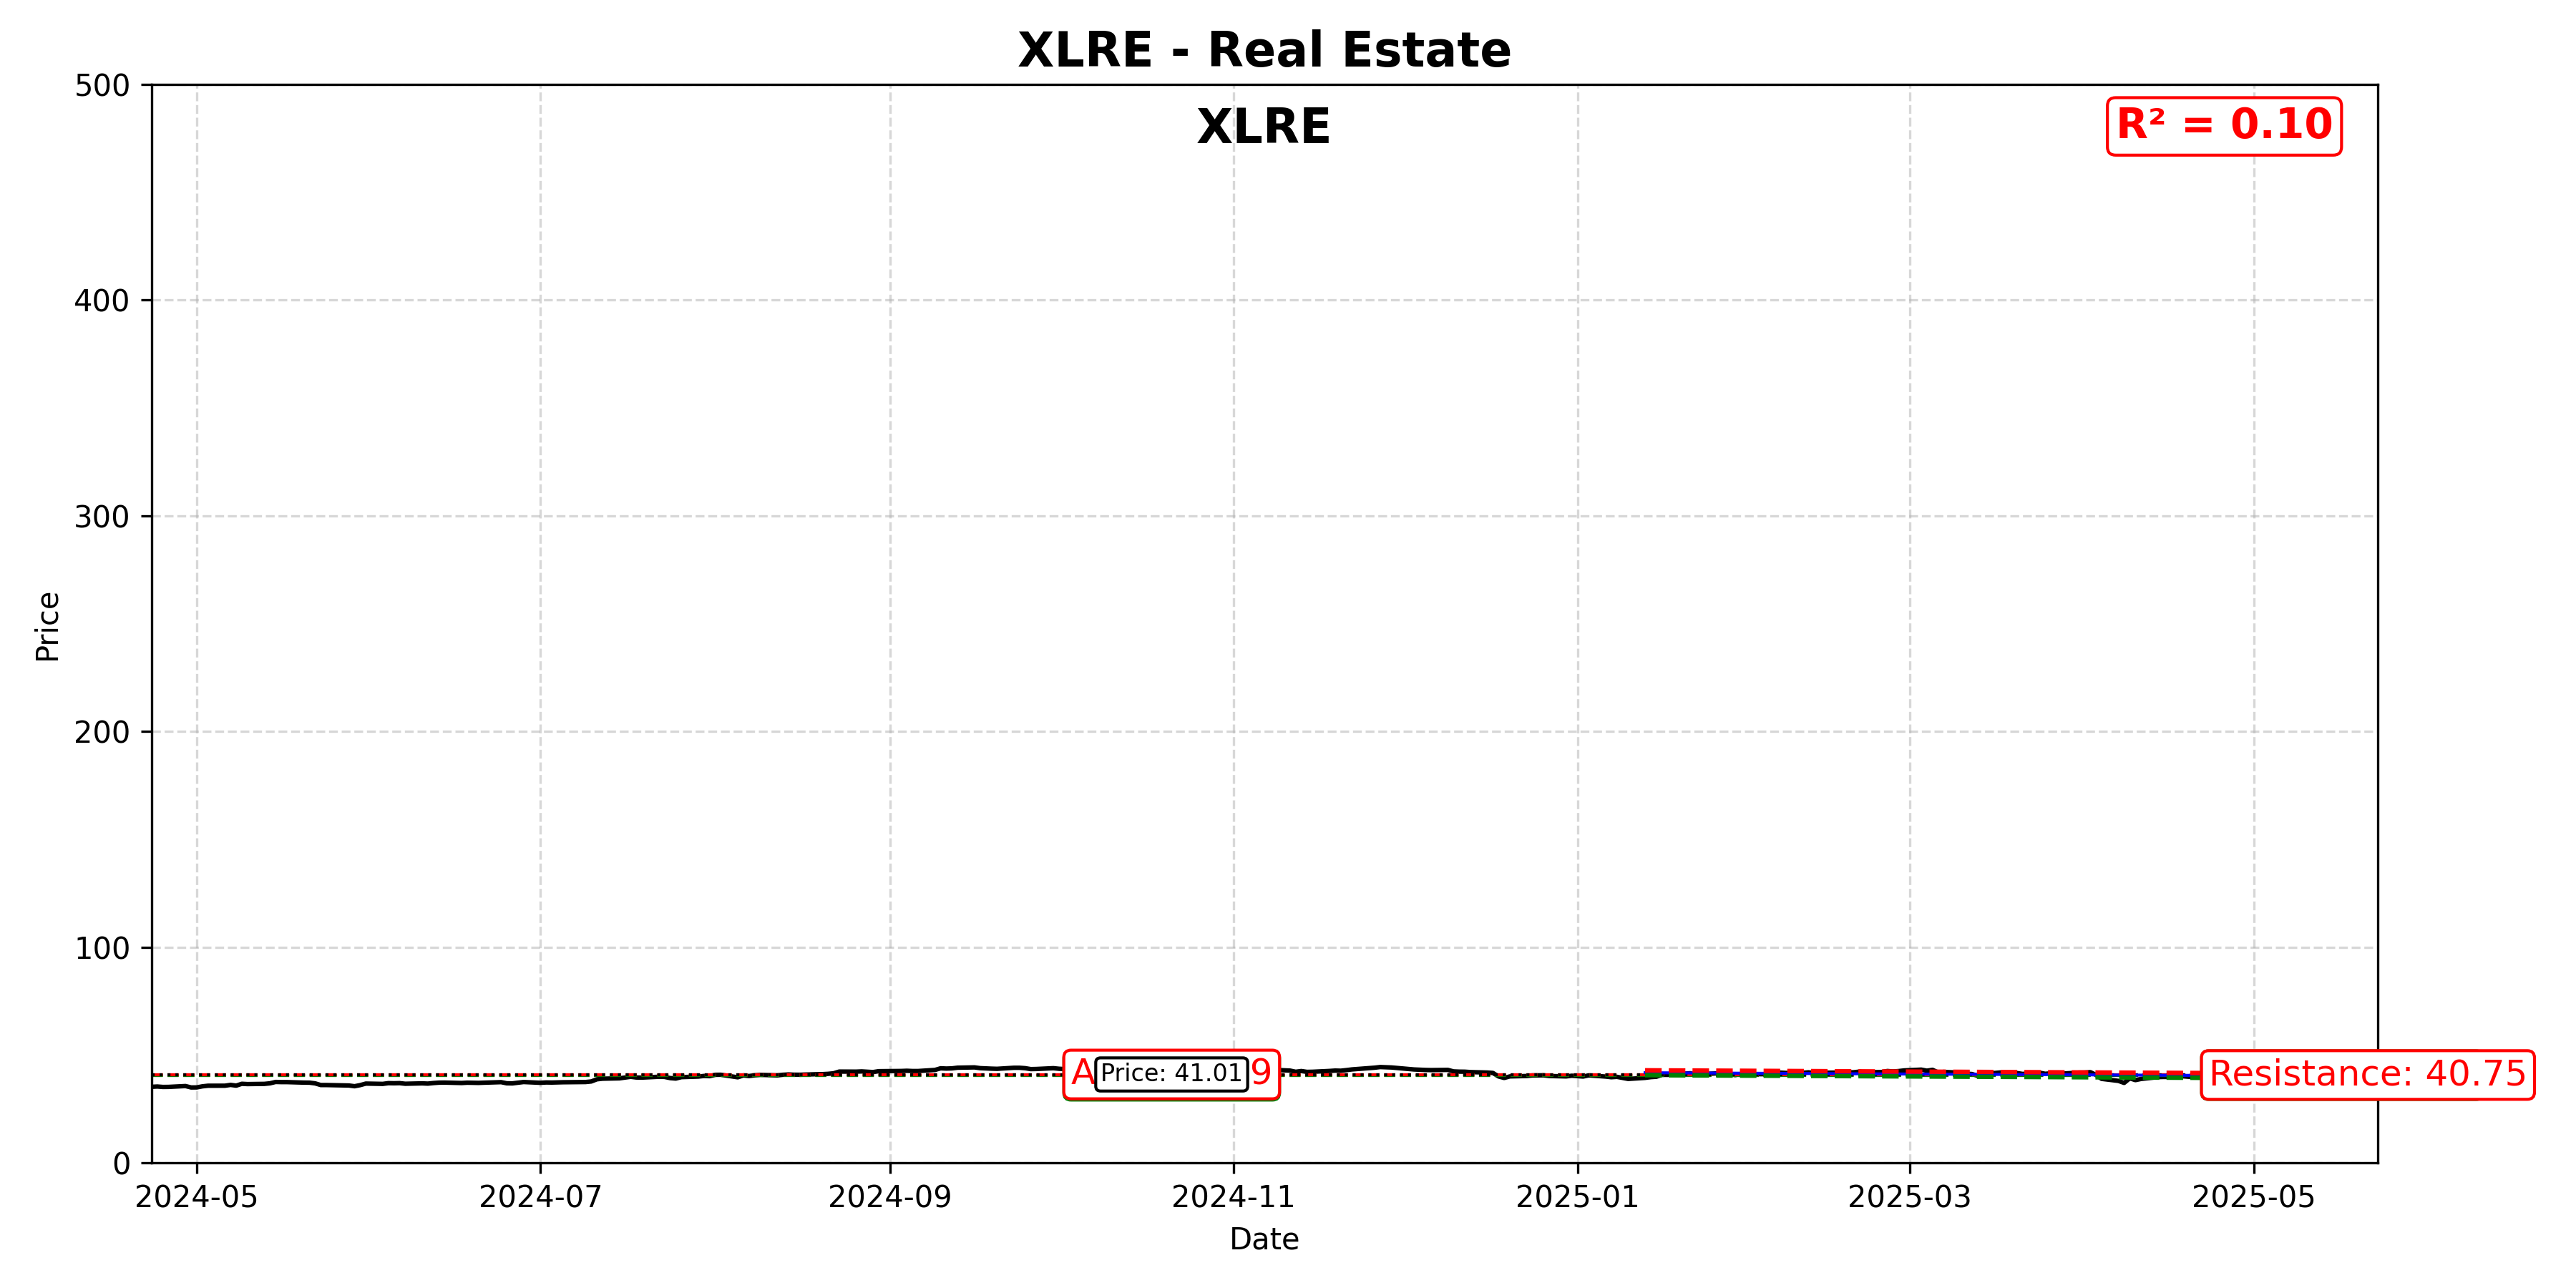 XLRE - Real Estate
XLRE
R² = 0.10
500
400
300
200
100
0
Price
A
Price: 41.01
9
Resistance: 40.75
2024-05
2024-07
2024-09
2024-11
2025-01
2025-03
2025-05
Date